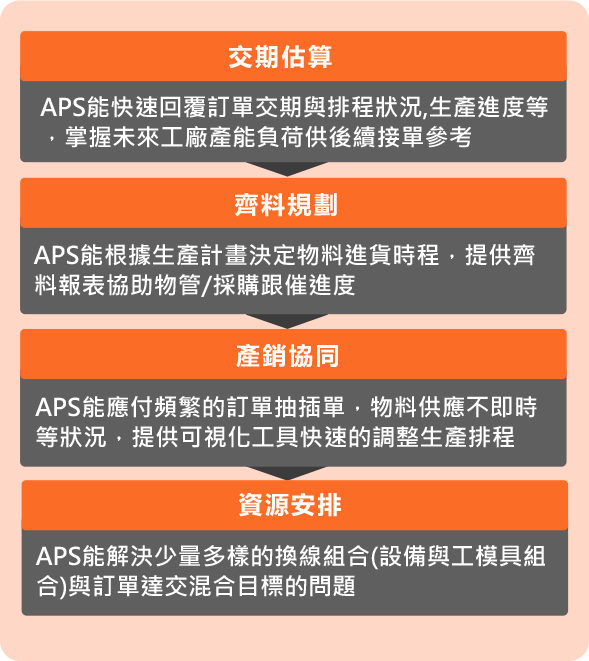 交期估算
APS能快速回覆訂單交期與排程狀況,生產進度等
，掌握未來工廠產能負荷供後續接單參考
齊料規劃
APS能根據生產計畫決定物料進貨時程，提供齊
料報表協助物管/採購跟催進度
產銷協同
APS能應付頻繁的訂單抽插單，物料供應不即時
等狀況，提供可視化工具快速的調整生產排程
資源安排
APS能解決少量多樣的換線組合(設備與工模具組
合)與訂單達交混合目標的問題